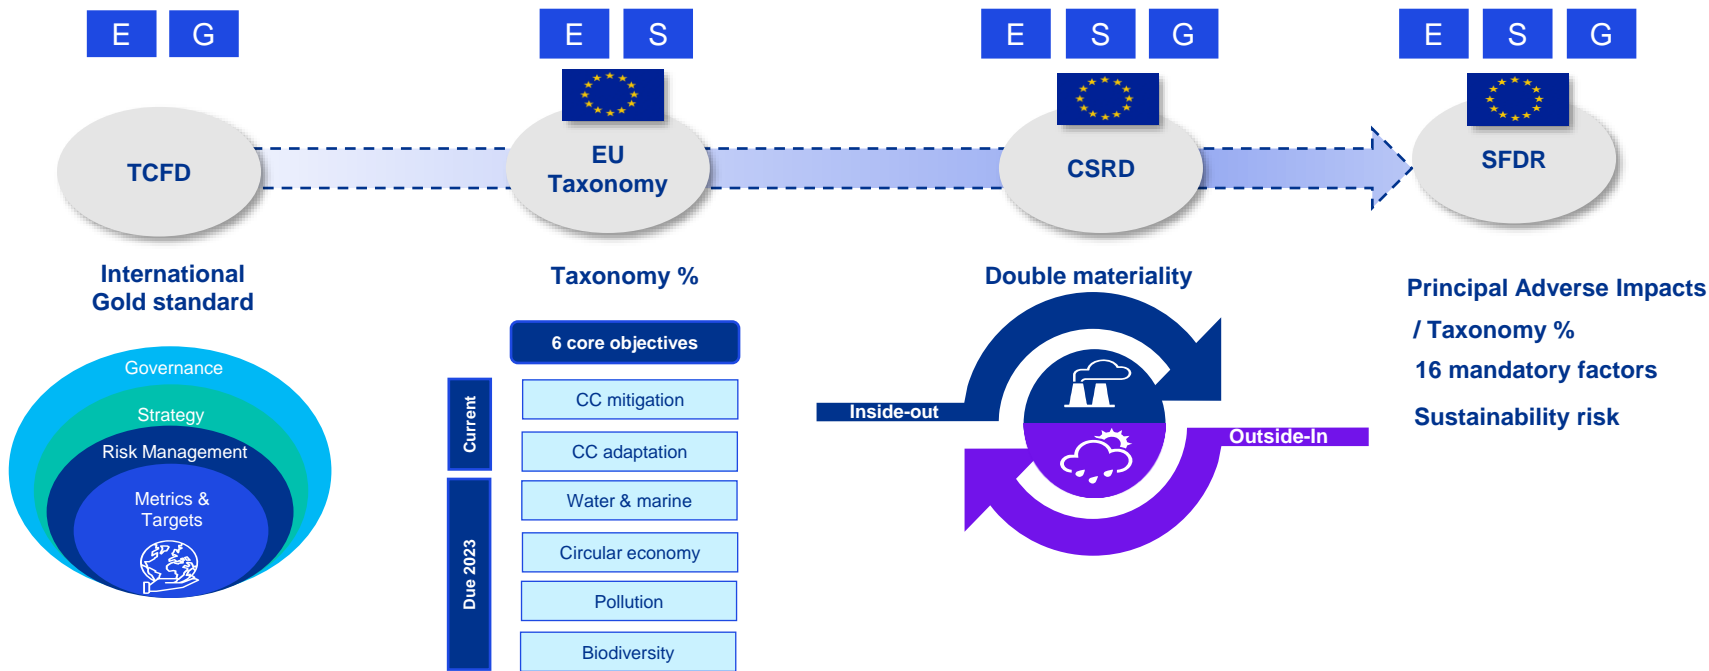 E G
E S
E S G
E S G
TCFD
EU
Taxonomy
CSRD
SFDR
International
Gold standard
Governance
Strategy
Risk Management
Metrics &
Targets
Taxonomy %
6 core objectives
Current
CC mitigation
CC adaptation
Due 2023
Water & marine
Circular economy
Pollution
Biodiversity
Double materiality
Inside-out
Outside-In
Principal Adverse Impacts
/ Taxonomy %
16 mandatory factors
Sustainability risk